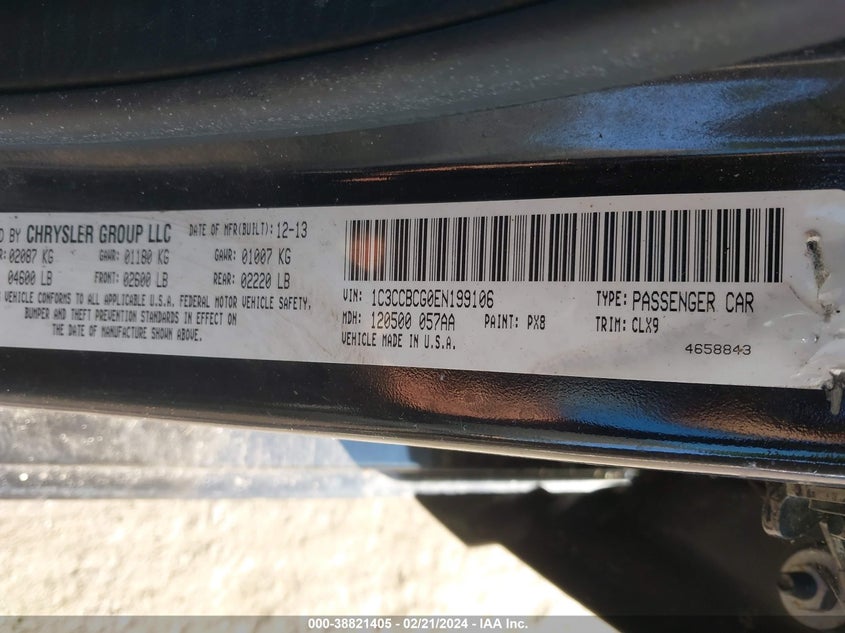 D BY CHRYSLER GROUP LLC DATE OF MFR(BUILT): 12-13
R: 02087 KG GAWR: 01180 KG GAWR: 01007 KG
04600 LB FRONT: 02600 LB REAR: 02220 LB
VEHICLE CONFORMS TO ALL APPLICABLE U.S.A. FEDERAL MOTOR VEHICLE SAFETY,
BUMPER AND THEFT PREVENTION STANDARDS IN EFFECT ON
THE DATE OF MANUFACTURE SHOWN ABOVE.
VIN: 1C3CCBCG0EN199106 TYPE: PASSENGER CAR
MDH: 120500 057AA PAINT: PX8 TRIM: CLX9
VEHICLE MADE IN U.S.A. 4658843
000-38821405 - 02/21/2024 - IAA Inc.